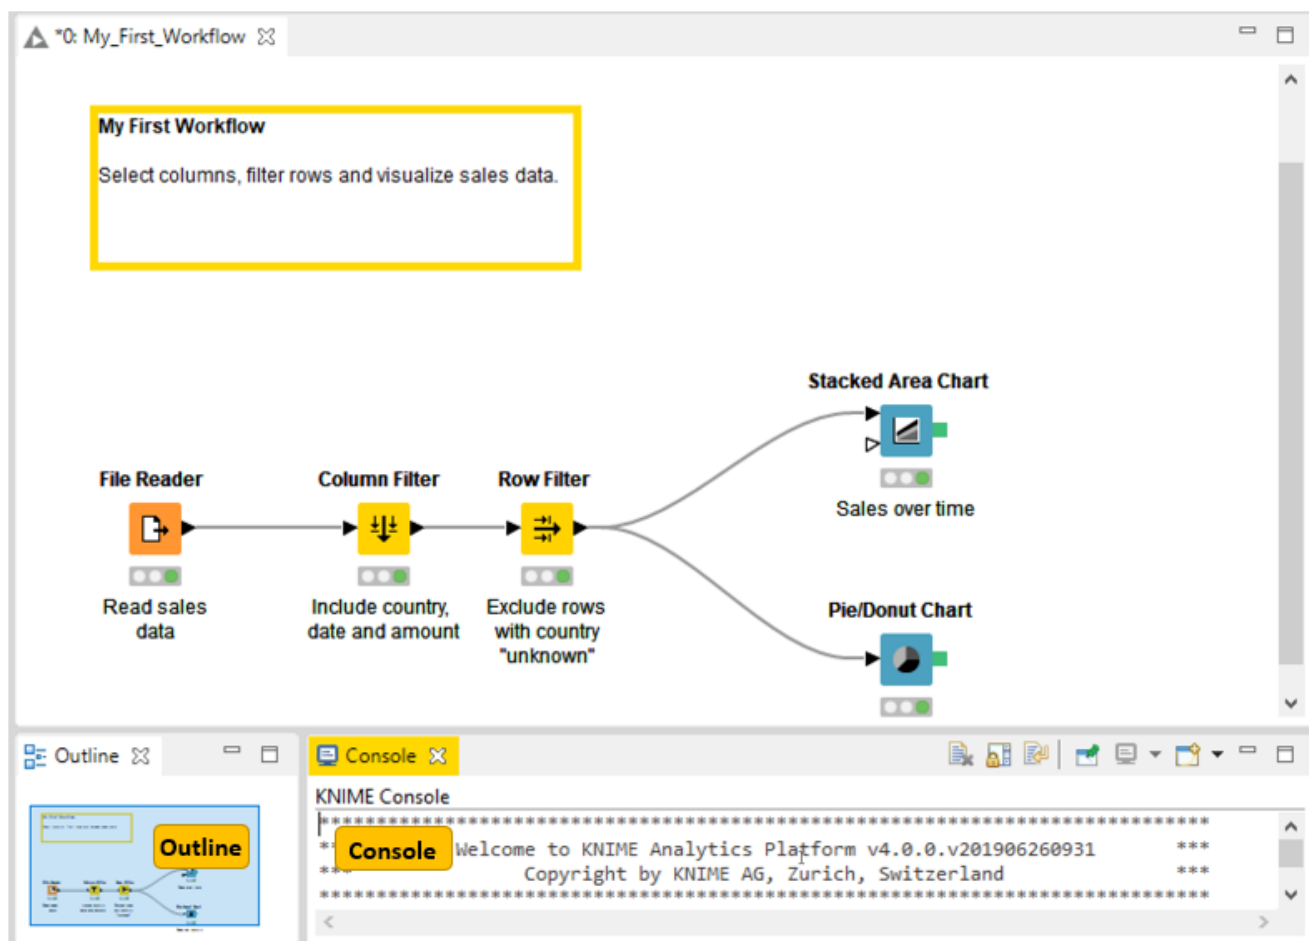 *0: My_First_Workflow
My First Workflow
Select columns, filter rows and visualize sales data.
Stacked Area Chart
Sales over time
File Reader
Read sales
data
Column Filter
Include country,
date and amount
Row Filter
Exclude rows
with country
"unknown"
Pie/Donut Chart
Outline
Outline
Console
KNIME Console
********************************************************************************
Console
Welcome to KNIME Analytics Platform v4.0.0.v201906260931 ***
*** Copyright by KNIME AG, Zurich, Switzerland ***
********************************************************************************